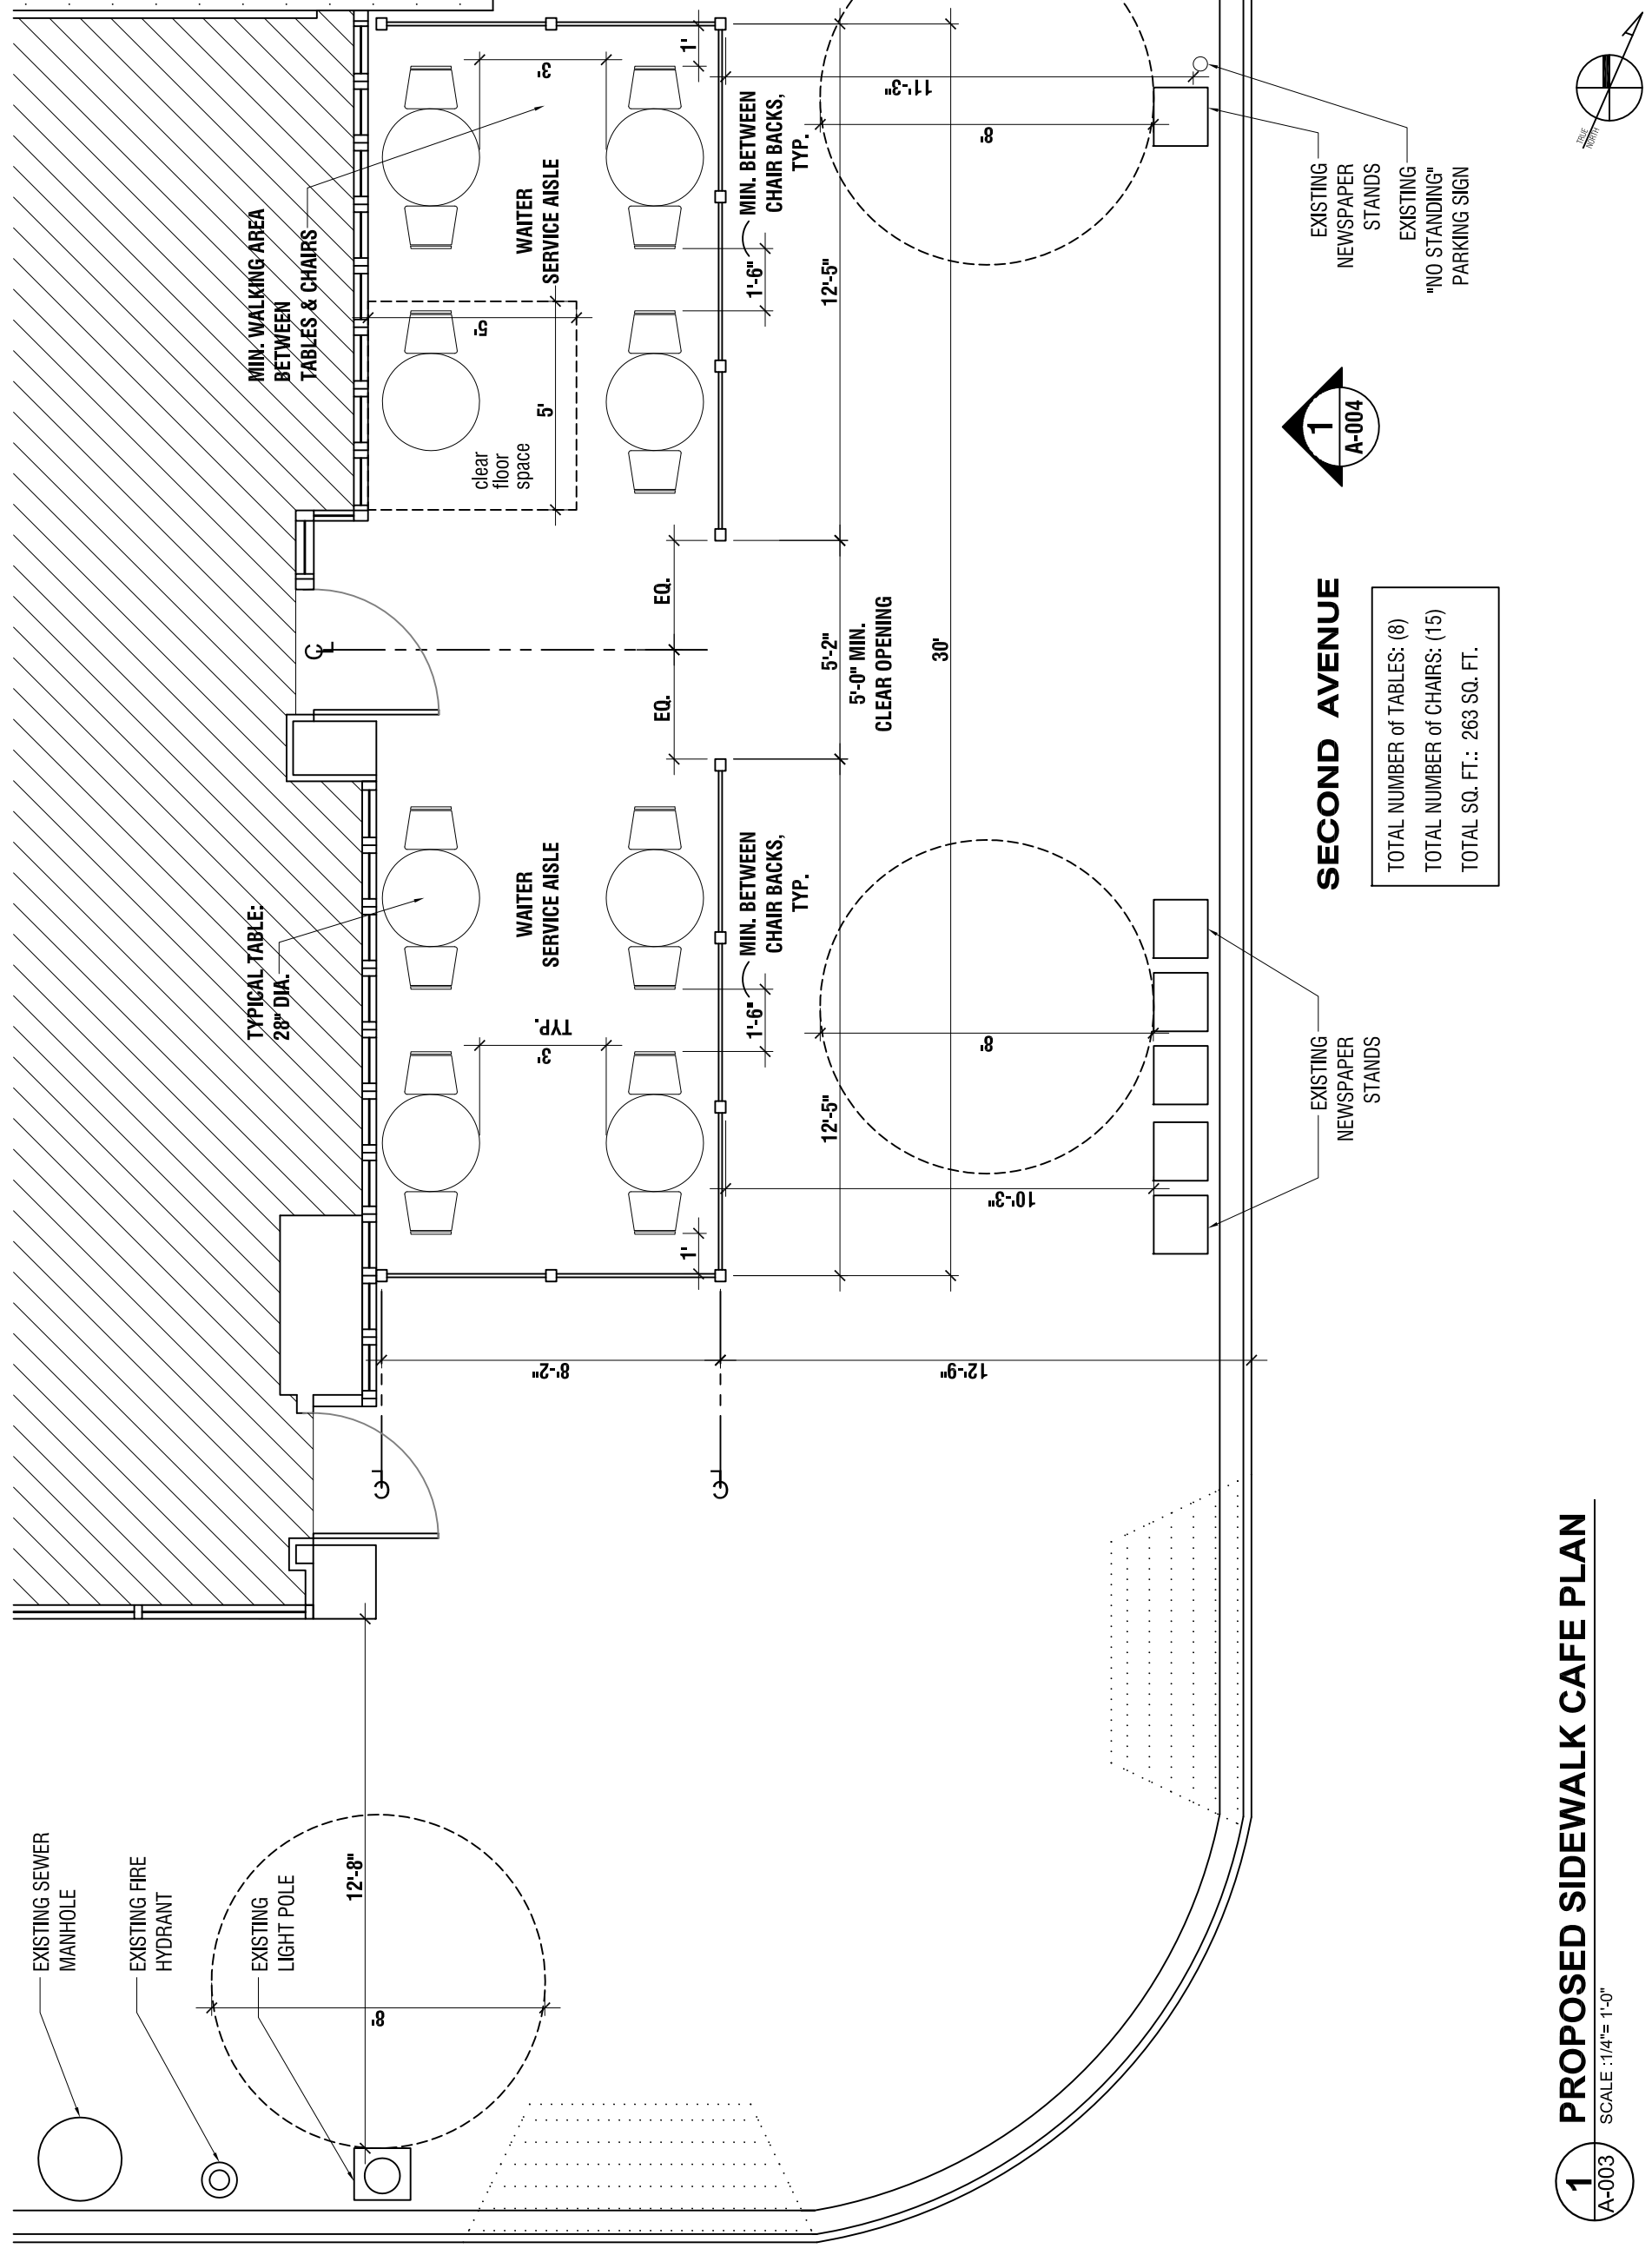 EXISTING SEWER
MANHOLE
EXISTING FIRE
HYDRANT
EXISTING
LIGHT POLE
12'-8"
8'
TYPICAL TABLE:
28" DIA.
MIN. WALKING AREA
BETWEEN
TABLES & CHAIRS
CL
CL
CL
8'-2"
12'-9"
3'
TYP.
WAITER
SERVICE AISLE
1'
1'-6"
MIN. BETWEEN
CHAIR BACKS,
TYP.
EQ.
EQ.
clear
floor
space
5'
5'
WAITER
SERVICE AISLE
3'
1'
1'-6"
MIN. BETWEEN
CHAIR BACKS,
TYP.
12'-5"
5'-2"
5'-0" MIN.
CLEAR OPENING
12'-5"
30'
10'-3"
8'
11'-3"
8'
EXISTING
NEWSPAPER
STANDS
EXISTING
NEWSPAPER
STANDS
EXISTING
"NO STANDING"
PARKING SIGN
1
A-004
SECOND AVENUE
TOTAL NUMBER of TABLES: (8)
TOTAL NUMBER of CHAIRS: (15)
TOTAL SQ. FT.: 263 SQ. FT.
TRUE
NORTH
1
A-003
PROPOSED SIDEWALK CAFE PLAN
SCALE :1/4"= 1'-0"